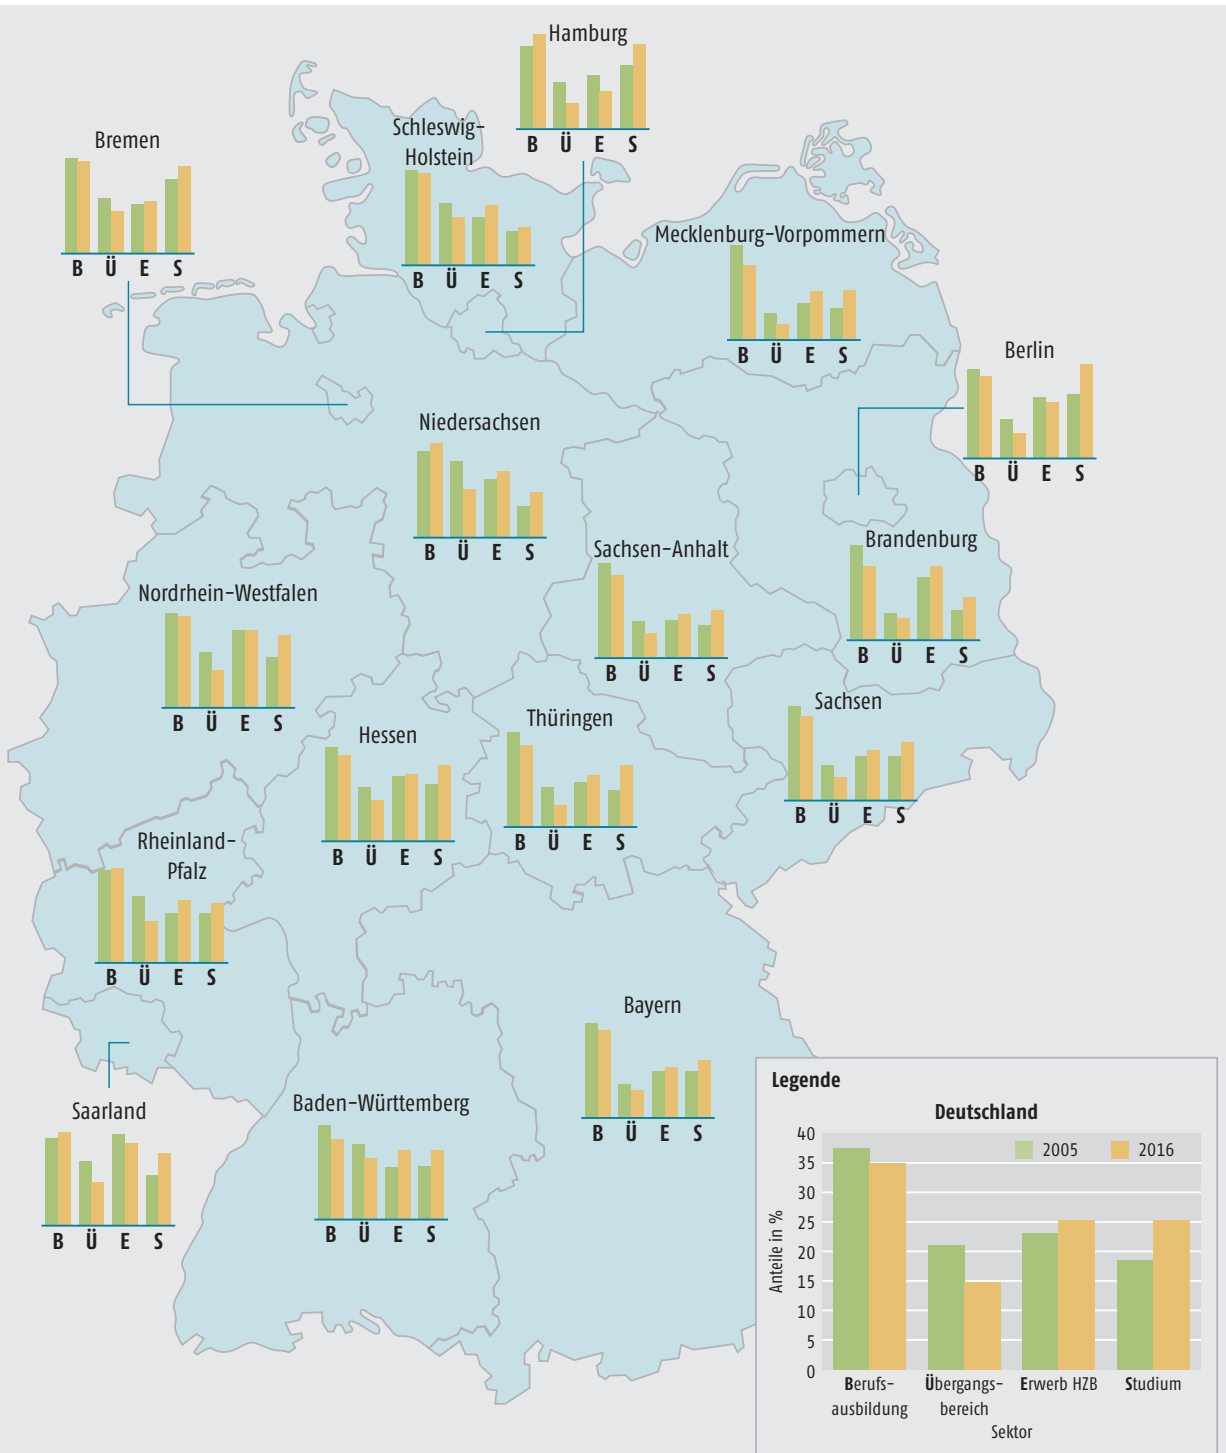 Hamburg
B Ü E S
Schleswig-
Holstein
B Ü E S
Bremen
B Ü E S
Mecklenburg-Vorpommern
B Ü E S
Berlin
B Ü E S
Niedersachsen
B Ü E S
Brandenburg
B Ü E S
Sachsen-Anhalt
B Ü E S
Nordrhein-Westfalen
B Ü E S
Sachsen
B Ü E S
Thüringen
B Ü E S
Hessen
B Ü E S
Rheinland-
Pfalz
B Ü E S
Bayern
B Ü E S
Saarland
B Ü E S
Baden-Württemberg
B Ü E S
Legende
Deutschland
2005 2016
Anteile in %
40
35
30
25
20
15
10
5
0
Berufs-
ausbildung
Übergangs-
bereich
Erwerb HZB
Studium
Sektor